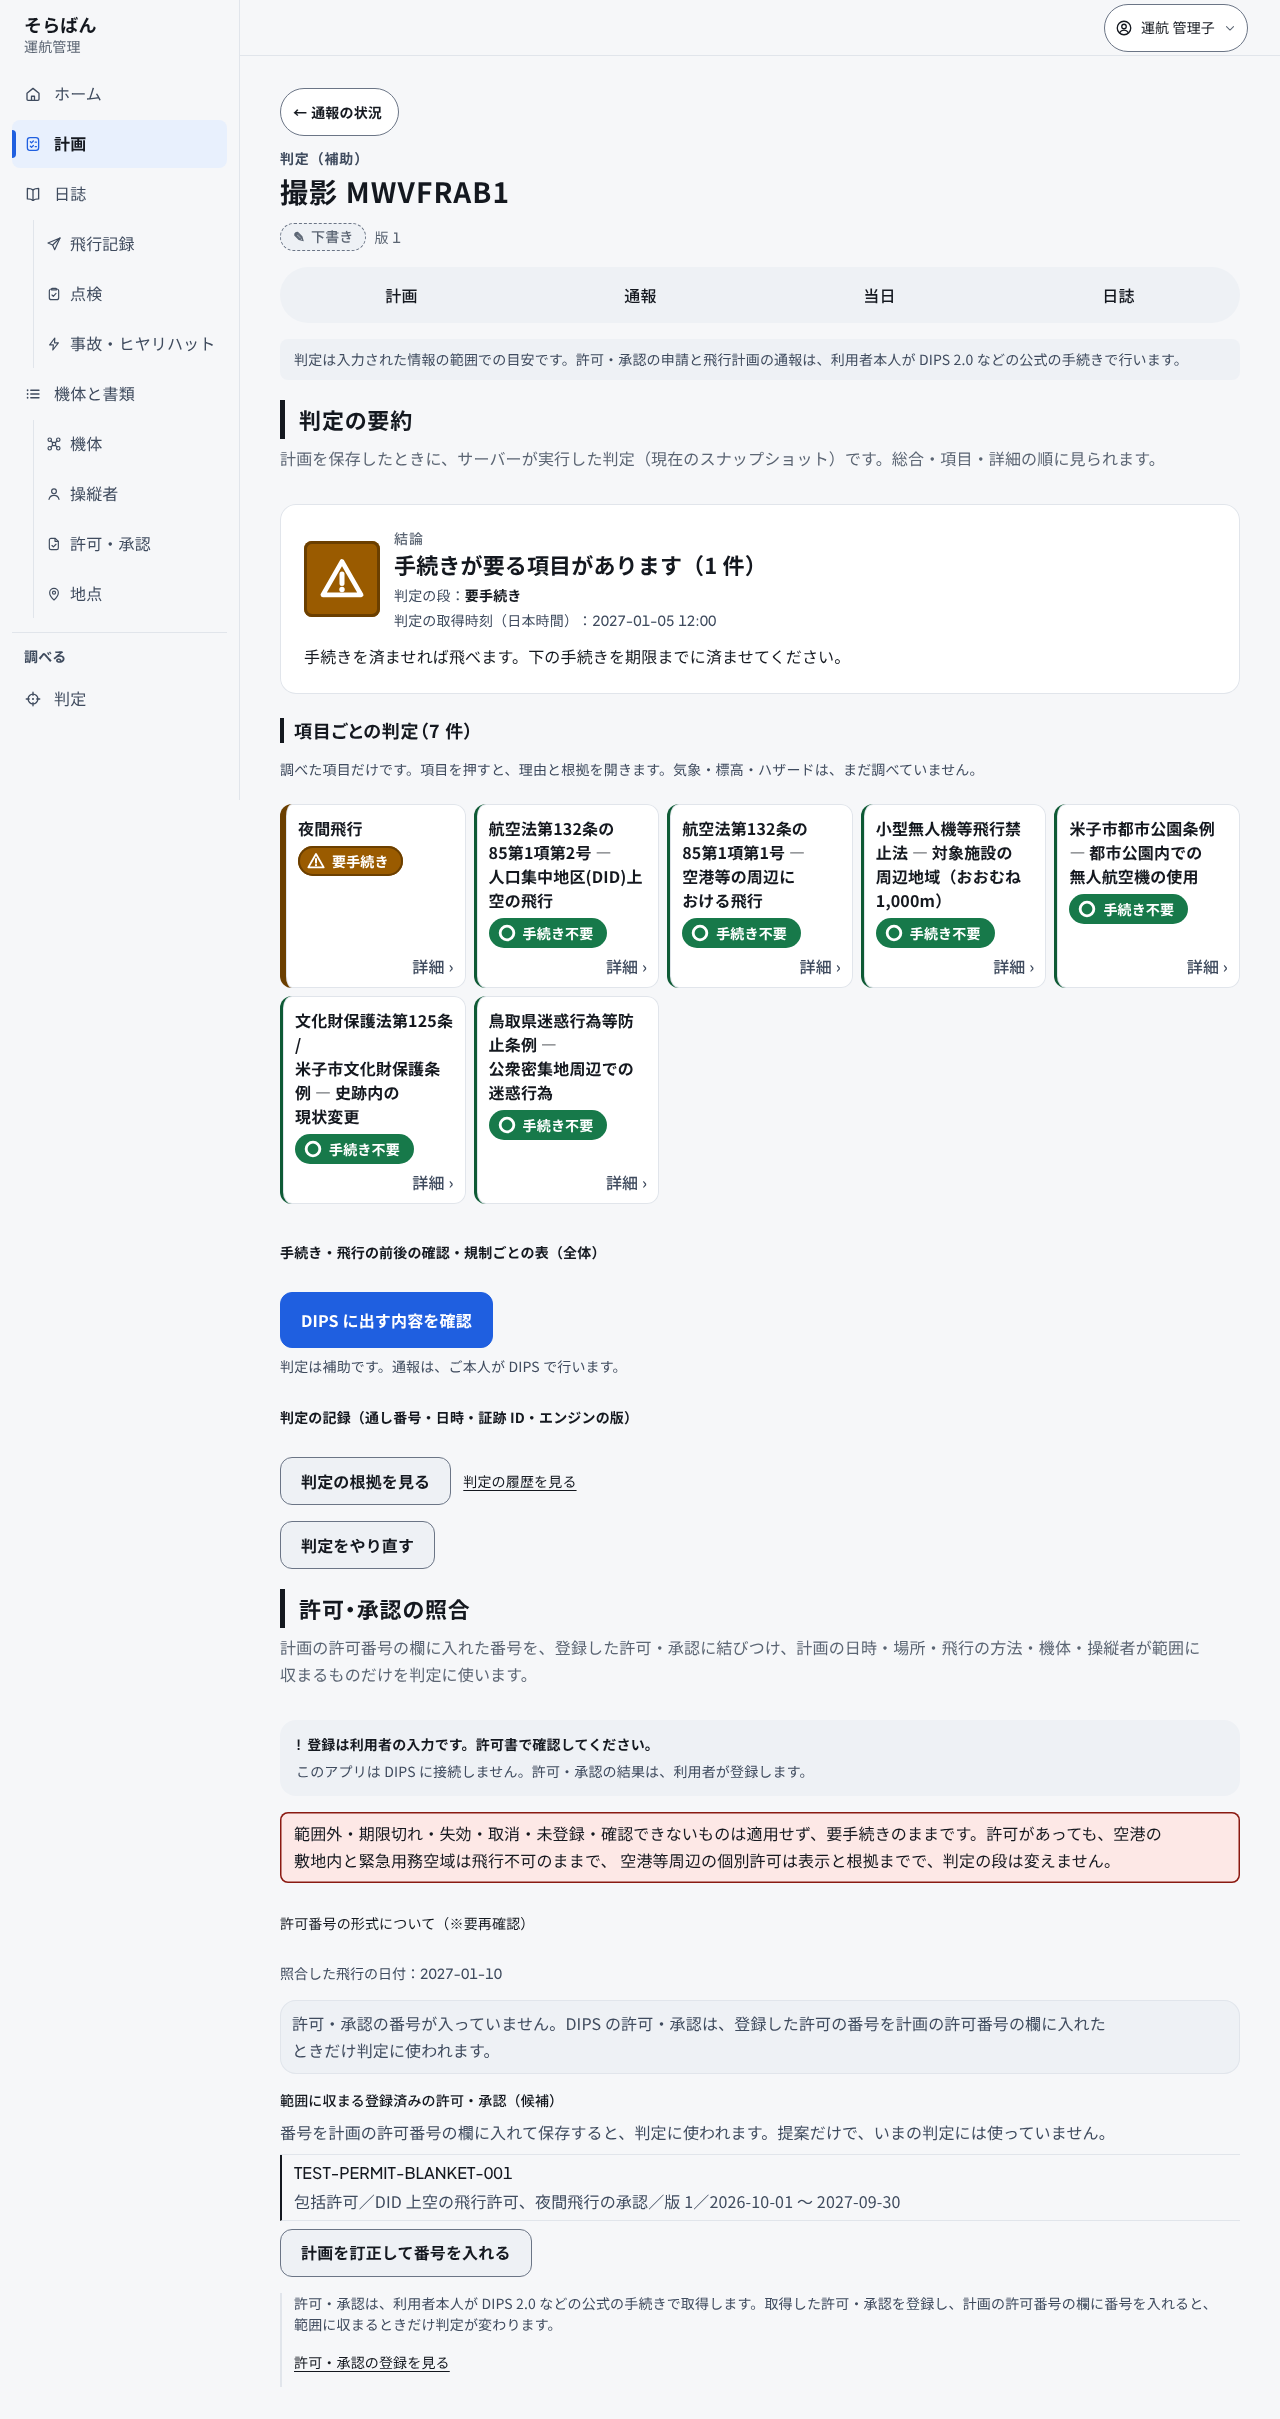 そらばん
運航管理
運航 管理子
ホーム
計画
日誌
飛行記録
点検
事故・ヒヤリハット
機体と書類
機体
操縦者
許可・承認
地点
調べる
判定
← 通報の状況
判定（補助）
撮影 MWVFRAB1
✎ 下書き 版 1
計画 通報 当日 日誌
判定は入力された情報の範囲での目安です。許可・承認の申請と飛行計画の通報は、利用者本人が DIPS 2.0 などの公式の手続きで行います。
判定の要約
計画を保存したときに、サーバーが実行した判定（現在のスナップショット）です。総合・項目・詳細の順に見られます。
結論
手続きが要る項目があります（1 件）
判定の段：要手続き
判定の取得時刻（日本時間）：2027-01-05 12:00
手続きを済ませれば飛べます。下の手続きを期限までに済ませてください。
項目ごとの判定（7 件）
調べた項目だけです。項目を押すと、理由と根拠を開きます。気象・標高・ハザードは、まだ調べていません。
夜間飛行
要手続き
詳細 ›
航空法第132条の
85第1項第2号 —
人口集中地区(DID)上
空の飛行
手続き不要
詳細 ›
航空法第132条の
85第1項第1号 —
空港等の周辺に
おける飛行
手続き不要
詳細 ›
小型無人機等飛行禁
止法 — 対象施設の
周辺地域（おおむね
1,000m）
手続き不要
詳細 ›
米子市都市公園条例
— 都市公園内での
無人航空機の使用
手続き不要
詳細 ›
文化財保護法第125条
/
米子市文化財保護条
例 — 史跡内の
現状変更
手続き不要
詳細 ›
鳥取県迷惑行為等防
止条例 —
公衆密集地周辺での
迷惑行為
手続き不要
詳細 ›
手続き・飛行の前後の確認・規制ごとの表（全体）
DIPS に出す内容を確認
判定は補助です。通報は、ご本人が DIPS で行います。
判定の記録（通し番号・日時・証跡 ID・エンジンの版）
判定の根拠を見る 判定の履歴を見る
判定をやり直す
許可・承認の照合
計画の許可番号の欄に入れた番号を、登録した許可・承認に結びつけ、計画の日時・場所・飛行の方法・機体・操縦者が範囲に
収まるものだけを判定に使います。
! 登録は利用者の入力です。許可書で確認してください。
このアプリは DIPS に接続しません。許可・承認の結果は、利用者が登録します。
範囲外・期限切れ・失効・取消・未登録・確認できないものは適用せず、要手続きのままです。許可があっても、空港の
敷地内と緊急用務空域は飛行不可のままで、 空港等周辺の個別許可は表示と根拠までで、判定の段は変えません。
許可番号の形式について（※要再確認）
照合した飛行の日付：2027-01-10
許可・承認の番号が入っていません。DIPS の許可・承認は、登録した許可の番号を計画の許可番号の欄に入れた
ときだけ判定に使われます。
範囲に収まる登録済みの許可・承認（候補）
番号を計画の許可番号の欄に入れて保存すると、判定に使われます。提案だけで、いまの判定には使っていません。
TEST-PERMIT-BLANKET-001
包括許可／DID 上空の飛行許可、夜間飛行の承認／版 1／2026-10-01 〜 2027-09-30
計画を訂正して番号を入れる
許可・承認は、利用者本人が DIPS 2.0 などの公式の手続きで取得します。取得した許可・承認を登録し、計画の許可番号の欄に番号を入れると、
範囲に収まるときだけ判定が変わります。
許可・承認の登録を見る